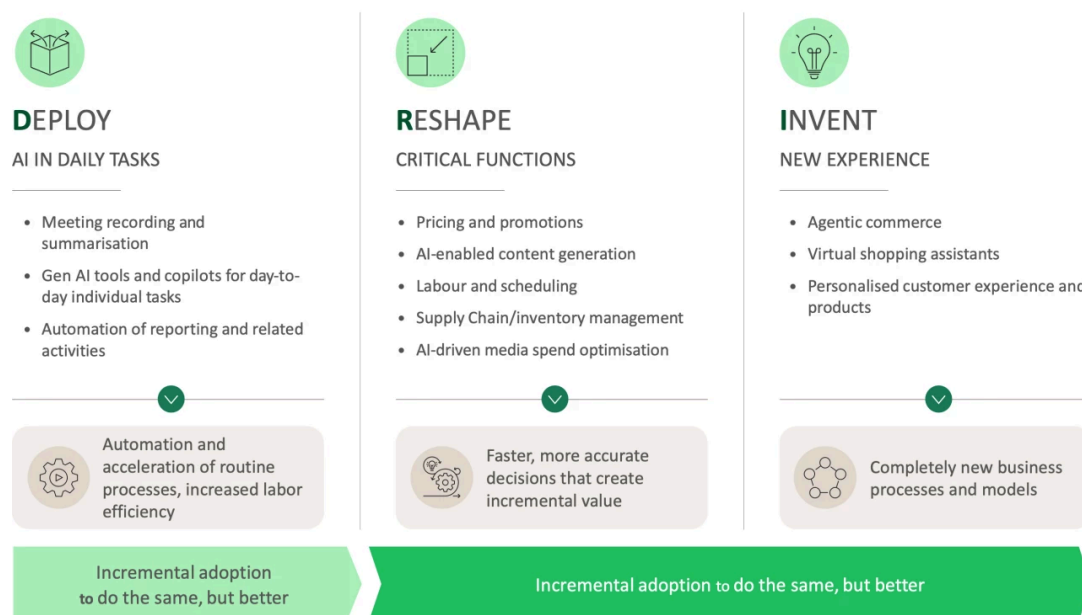 DEPLOY
AI IN DAILY TASKS
• Meeting recording and
summarisation
• Gen AI tools and copilots for day-to-
day individual tasks
• Automation of reporting and related
activities
Automation and
acceleration of routine
processes, increased labor
efficiency
RESHAPE
CRITICAL FUNCTIONS
• Pricing and promotions
• AI-enabled content generation
• Labour and scheduling
• Supply Chain/inventory management
• AI-driven media spend optimisation
Faster, more accurate
decisions that create
incremental value
INVENT
NEW EXPERIENCE
• Agentic commerce
• Virtual shopping assistants
• Personalised customer experience and
products
Completely new business
processes and models
Incremental adoption
to do the same, but better
Incremental adoption to do the same, but better